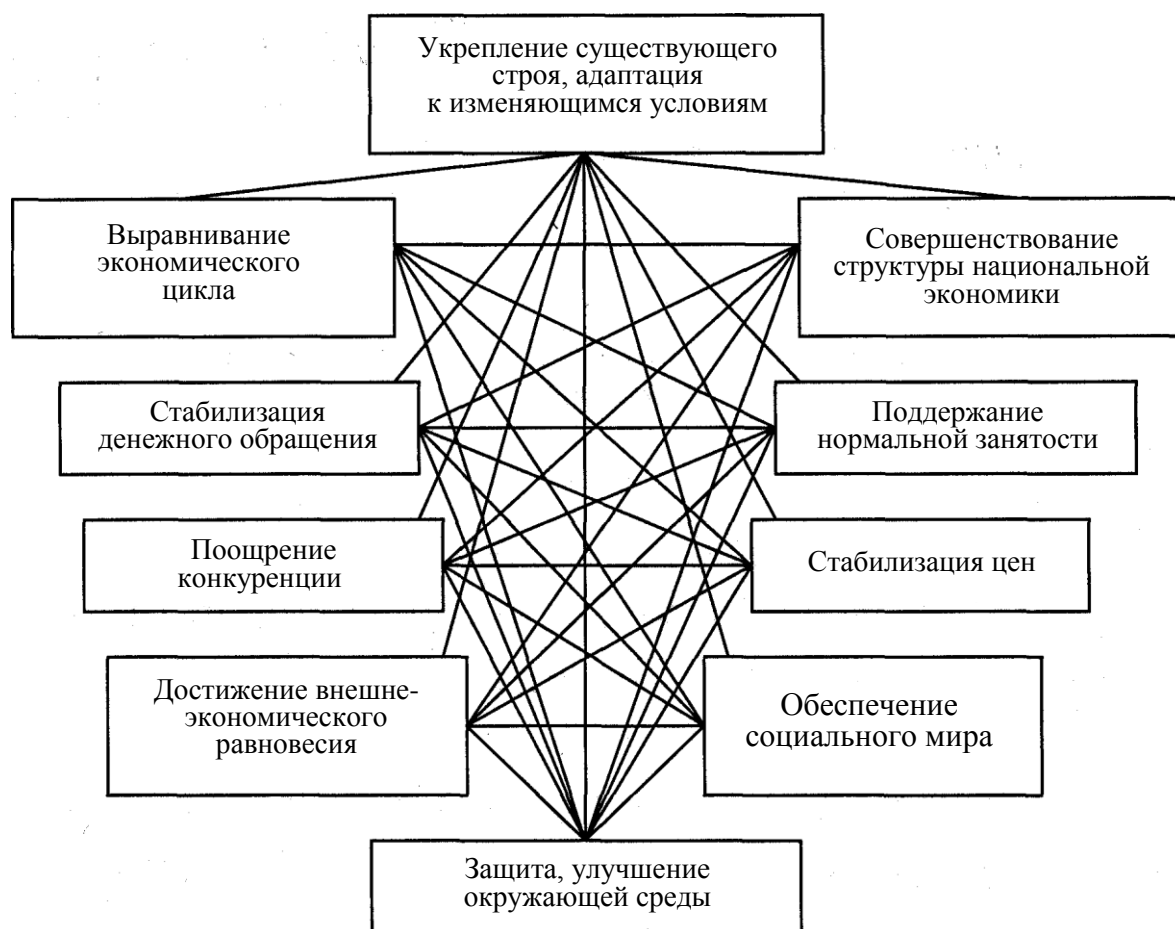 Укрепление существующего
строя, адаптация
к изменяющимся условиям
Выравнивание
экономического
цикла
Совершенствование
структуры национальной
экономики
Стабилизация
денежного обращения
Поддержание
нормальной занятости
Поощрение
конкуренции
Стабилизация цен
Достижение внешне-
экономического
равновесия
Обеспечение
социального мира
Защита, улучшение
окружающей среды